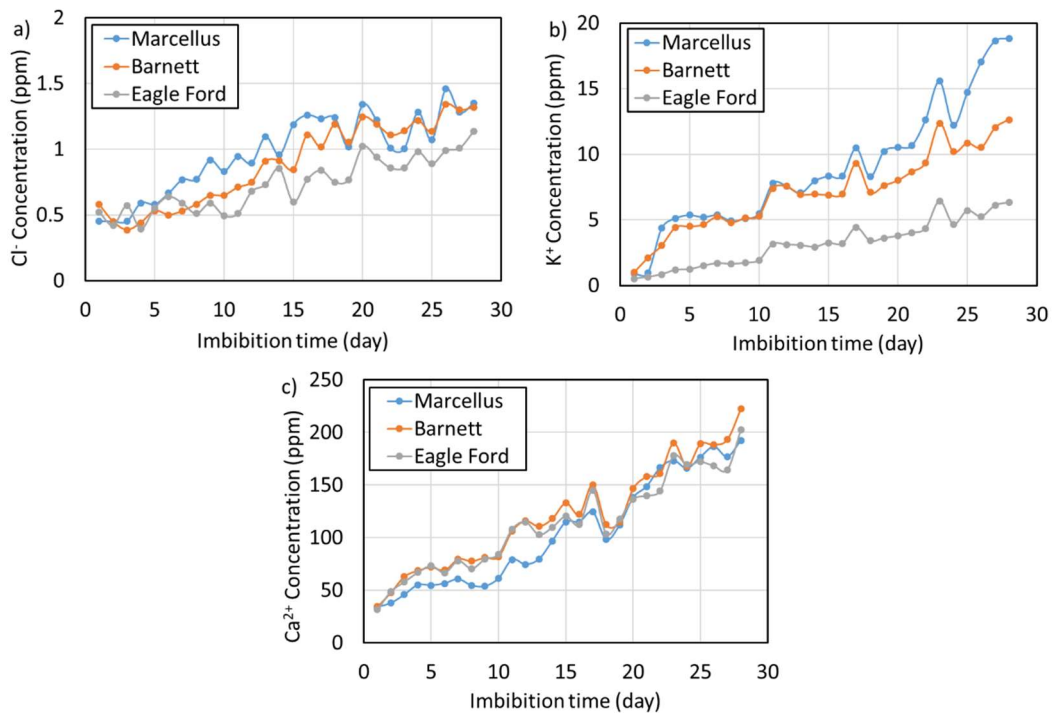 a)
Cl⁻ Concentration (ppm)
2
1.5
1
0.5
0
Marcellus
Barnett
Eagle Ford
0 5 10 15 20 25 30
Imbibition time (day)
b)
K⁺ Concentration (ppm)
20
15
10
5
0
Marcellus
Barnett
Eagle Ford
0 5 10 15 20 25 30
Imbibition time (day)
c)
Ca²⁺ Concentration (ppm)
250
200
150
100
50
0
Marcellus
Barnett
Eagle Ford
0 5 10 15 20 25 30
Imbibition time (day)